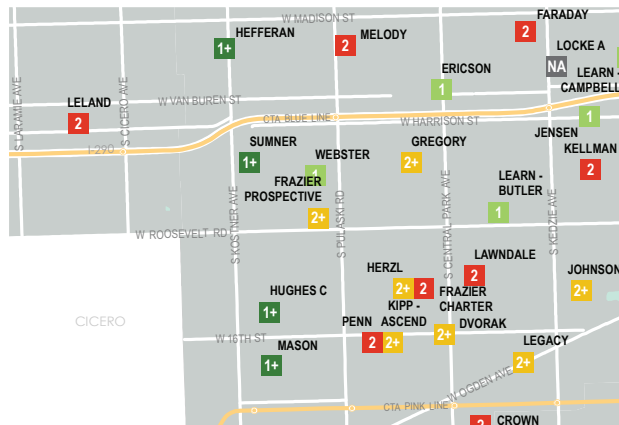 W MADISON ST
FARADAY
2
HEFFERAN
1+
2
MELODY
LOCKE A
NA
ERICSON
1
LEARN -
CAMPBELL
1
S LARAMIE AVE
S CICERO AVE
LELAND
2
W VAN BUREN ST
CTA BLUE LINE
W HARRISON ST
I-290
JENSEN
KELLMAN
2
SUMNER
1+
WEBSTER
1
GREGORY
2+
FRAZIER
PROSPECTIVE
2+
LEARN -
BUTLER
1
S KOSTNER AVE
S PULASKI RD
S CENTRAL PARK AVE
S KEDZIE AVE
W ROOSEVELT RD
HERZL
2+
2
LAWNDALE
2
FRAZIER
CHARTER
JOHNSON
2+
HUGHES C
1+
KIPP -
ASCEND
PENN
2
2+
2+
DVORAK
CICERO
W 16TH ST
MASON
1+
LEGACY
2+
W OGDEN AVE
CTA PINK LINE
2
CROWN